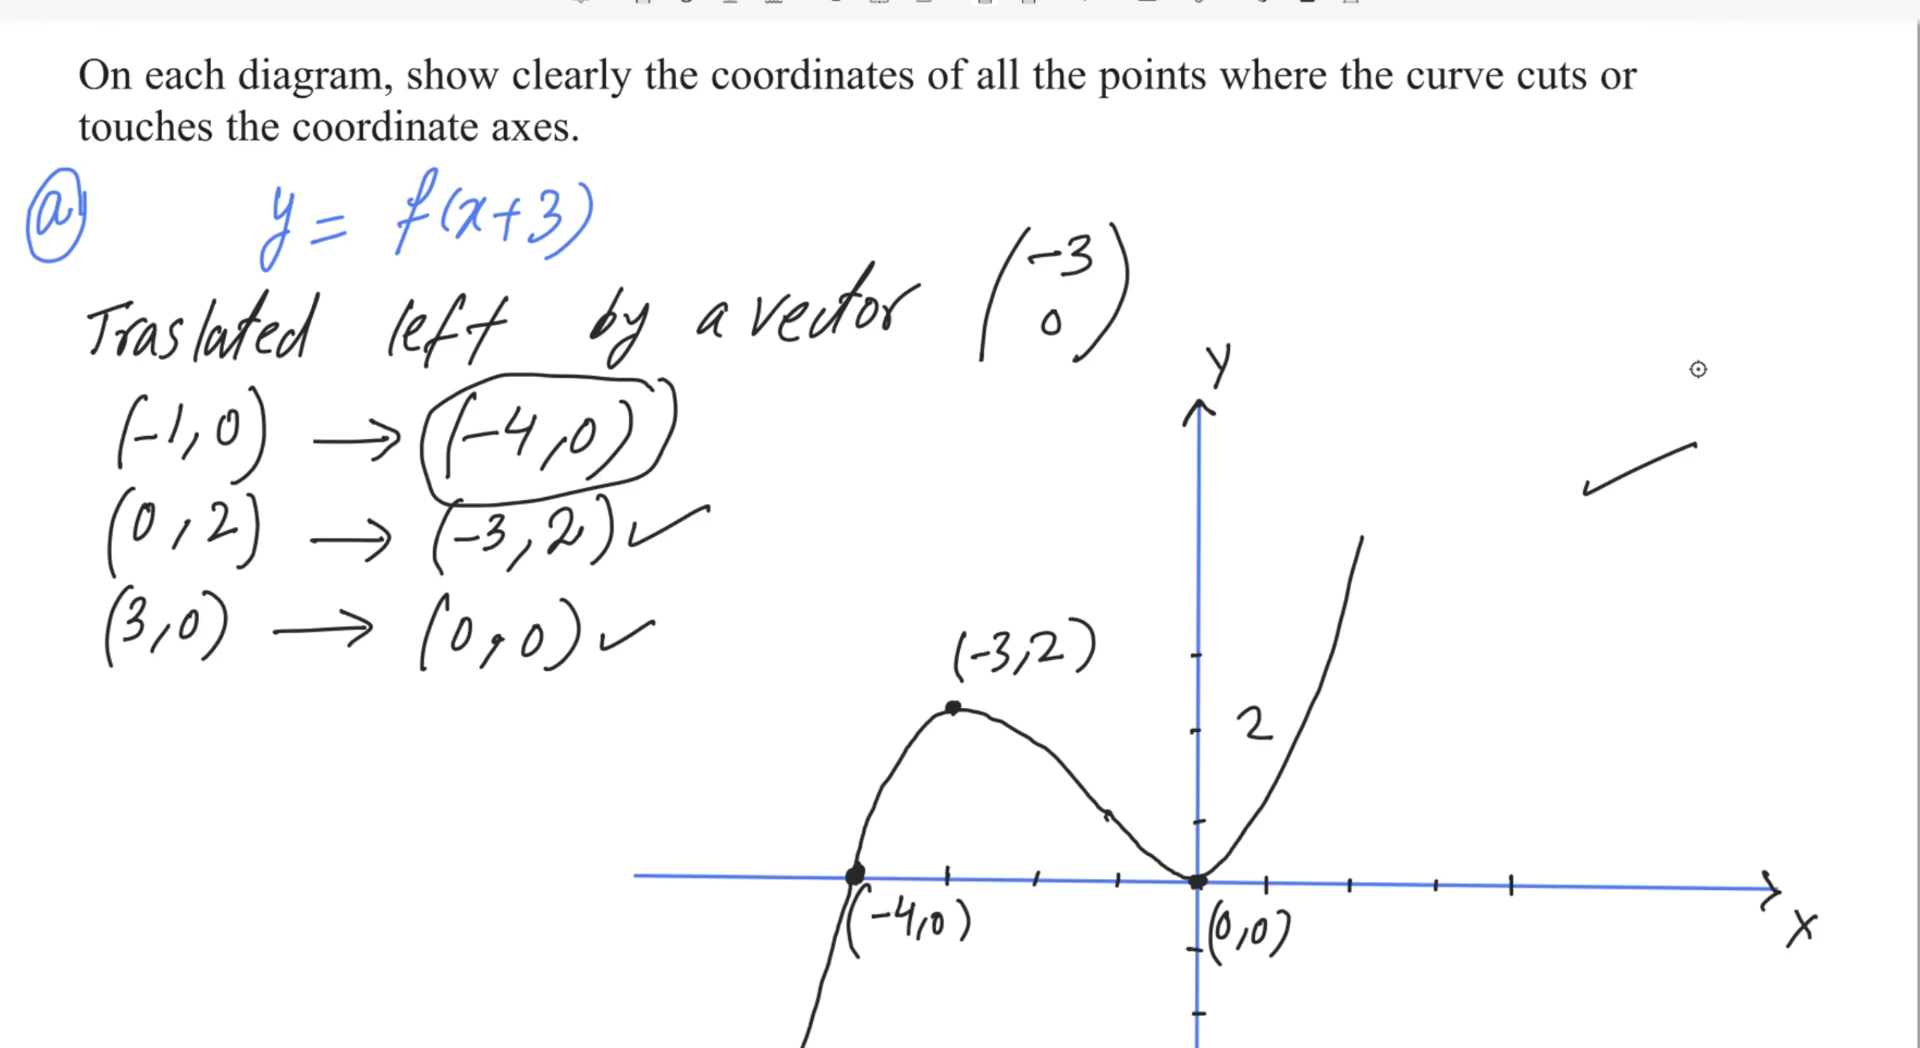 On each diagram, show clearly the coordinates of all the points where the curve cuts or
touches the coordinate axes.
(a) y = f(x+3)
Traslated left by a vector (-3 0)
(-1,0) → (-4,0)
(0,2) → (-3,2) ✓
(3,0) → (0,0) ✓
y
(-3,2)
2
(-4,0)
(0,0)
x